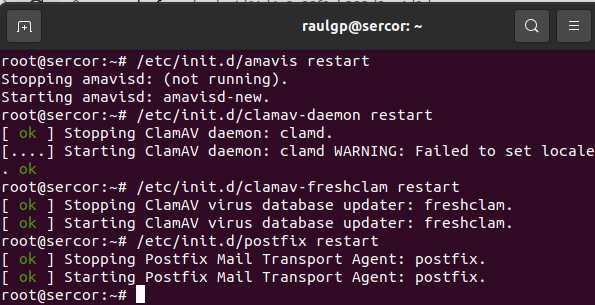 raulgp@sercor: ~
root@sercor:~# /etc/init.d/amavis restart
Stopping amavisd: (not running).
Starting amavisd: amavisd-new.
root@sercor:~# /etc/init.d/clamav-daemon restart
[ ok ] Stopping ClamAV daemon: clamd.
[....] Starting ClamAV daemon: clamd WARNING: Failed to set locale
. ok
root@sercor:~# /etc/init.d/clamav-freshclam restart
[ ok ] Stopping ClamAV virus database updater: freshclam.
[ ok ] Starting ClamAV virus database updater: freshclam.
root@sercor:~# /etc/init.d/postfix restart
[ ok ] Stopping Postfix Mail Transport Agent: postfix.
[ ok ] Starting Postfix Mail Transport Agent: postfix.
root@sercor:~#